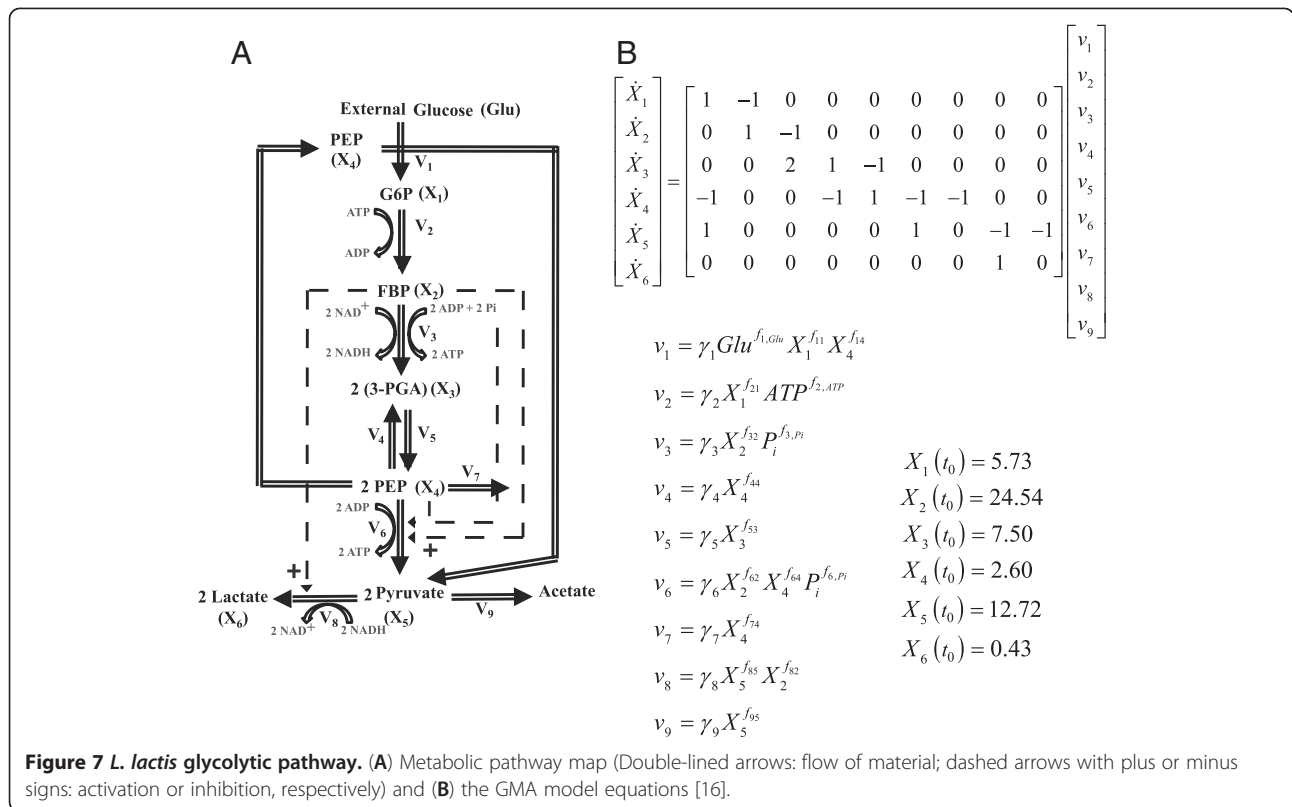 A
External Glucose (Glu)
PEP
(X₄)
V₁
G6P (X₁)
ATP
V₂
ADP
FBP (X₂)
2 NAD⁺
2 ADP + 2 Pi
V₃
2 NADH
2 ATP
2 (3-PGA) (X₃)
V₄
V₅
V₇
2 PEP (X₄)
2 ADP
V₆
+
2 ATP
+
2 Lactate
(X₆)
2 Pyruvate
(X₅)
Acetate
V₈
V₉
2 NAD⁺
2 NADH
B
[Ẋ₁ Ẋ₂ Ẋ₃ Ẋ₄ Ẋ₅ Ẋ₆] =
1 −1 0 0 0 0 0 0 0
0 1 −1 0 0 0 0 0 0
0 0 2 1 −1 0 0 0 0
−1 0 0 −1 1 −1 −1 0 0
1 0 0 0 0 1 0 −1 −1
0 0 0 0 0 0 0 1 0
[v₁ v₂ v₃ v₄ v₅ v₆ v₇ v₈ v₉]
v₁ = γ₁Glu^{f_{1,Glu}} X₁^{f₁₁} X₄^{f₁₄}
v₂ = γ₂X₁^{f₂₁} ATP^{f_{2,ATP}}
v₃ = γ₃X₂^{f₃₂} P_i^{f_{3,Pi}}
v₄ = γ₄X₄^{f₄₄}
v₅ = γ₅X₃^{f₅₃}
v₆ = γ₆X₂^{f₆₂} X₄^{f₆₄} P_i^{f_{6,Pi}}
v₇ = γ₇X₄^{f₇₄}
v₈ = γ₈X₅^{f₈₅} X₂^{f₈₂}
v₉ = γ₉X₅^{f₉₅}
X₁(t₀) = 5.73
X₂(t₀) = 24.54
X₃(t₀) = 7.50
X₄(t₀) = 2.60
X₅(t₀) = 12.72
X₆(t₀) = 0.43
Figure 7 L. lactis glycolytic pathway. (A) Metabolic pathway map (Double-lined arrows: flow of material; dashed arrows with plus or minus
signs: activation or inhibition, respectively) and (B) the GMA model equations [16].